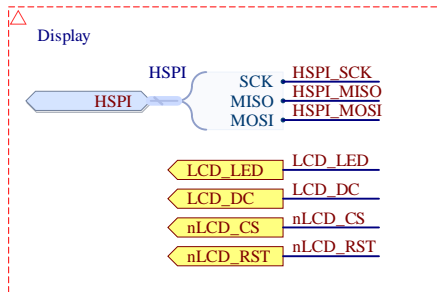 Display
HSPI
HSPI
SCK HSPI_SCK
MISO HSPI_MISO
MOSI HSPI_MOSI
LCD_LED LCD_LED
LCD_DC LCD_DC
nLCD_CS nLCD_CS
nLCD_RST nLCD_RST